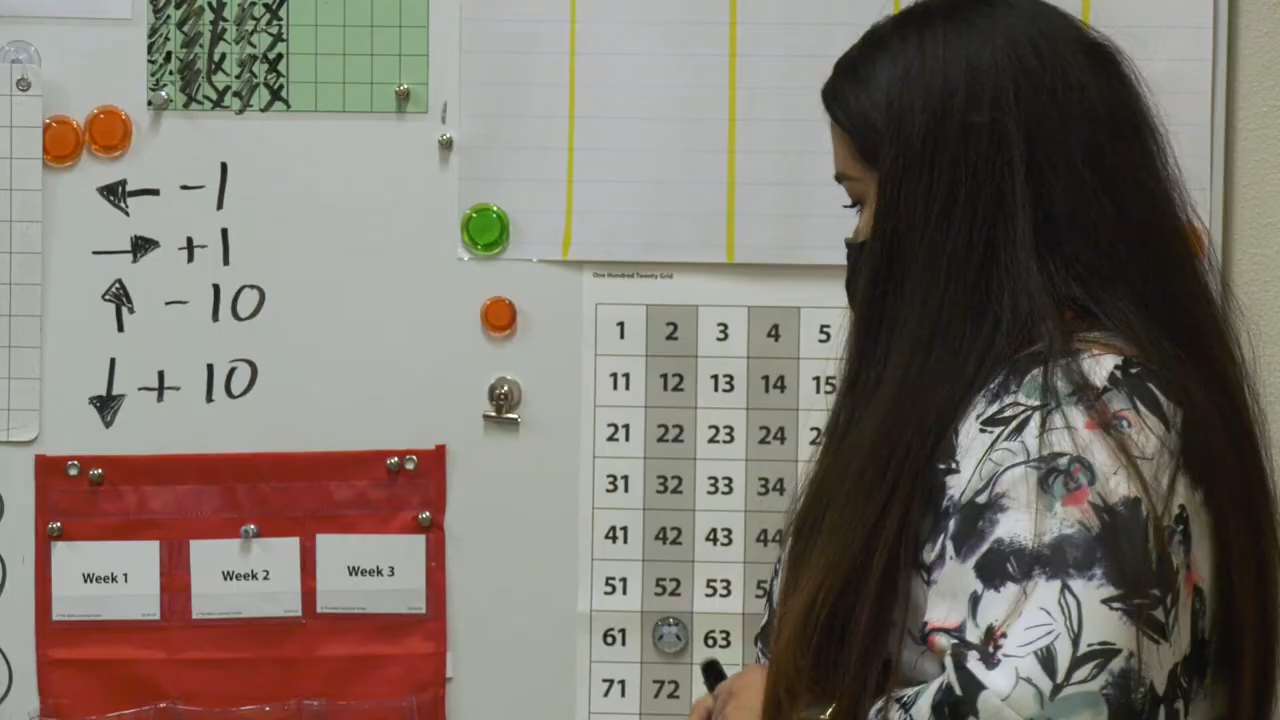 ← -1
→ +1
↑ -10
↓ +10
One Hundred Twenty Grid
1 2 3 4 5
11 12 13 14 15
21 22 23 24
31 32 33 34
41 42 43 44
51 52 53
61 63
71 72
Week 1 Week 2 Week 3